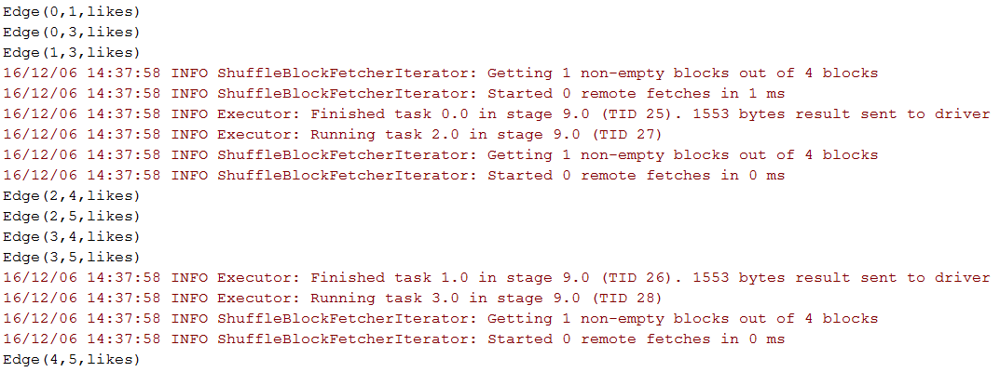 Edge(0,1,likes)
Edge(0,3,likes)
Edge(1,3,likes)
16/12/06 14:37:58 INFO ShuffleBlockFetcherIterator: Getting 1 non-empty blocks out of 4 blocks
16/12/06 14:37:58 INFO ShuffleBlockFetcherIterator: Started 0 remote fetches in 1 ms
16/12/06 14:37:58 INFO Executor: Finished task 0.0 in stage 9.0 (TID 25). 1553 bytes result sent to driver
16/12/06 14:37:58 INFO Executor: Running task 2.0 in stage 9.0 (TID 27)
16/12/06 14:37:58 INFO ShuffleBlockFetcherIterator: Getting 1 non-empty blocks out of 4 blocks
16/12/06 14:37:58 INFO ShuffleBlockFetcherIterator: Started 0 remote fetches in 0 ms
Edge(2,4,likes)
Edge(2,5,likes)
Edge(3,4,likes)
Edge(3,5,likes)
16/12/06 14:37:58 INFO Executor: Finished task 1.0 in stage 9.0 (TID 26). 1553 bytes result sent to driver
16/12/06 14:37:58 INFO Executor: Running task 3.0 in stage 9.0 (TID 28)
16/12/06 14:37:58 INFO ShuffleBlockFetcherIterator: Getting 1 non-empty blocks out of 4 blocks
16/12/06 14:37:58 INFO ShuffleBlockFetcherIterator: Started 0 remote fetches in 0 ms
Edge(4,5,likes)